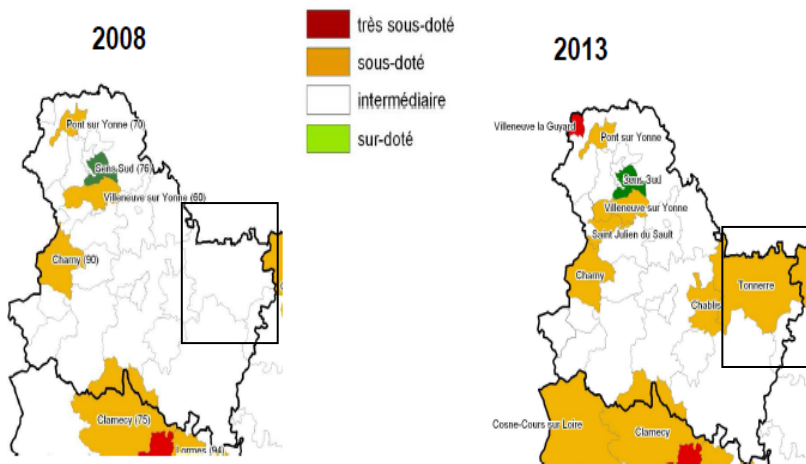 2008
très sous-doté
sous-doté
intermédiaire
sur-doté
2013
Pont sur Yonne (70)
Sens Sud (76)
Villeneuve sur Yonne (60)
Charny (90)
Clamecy (75)
Lormes (94)
Villeneuve la Guyard
Pont sur Yonne
Sens Sud
Villeneuve sur Yonne
Saint Julien du Sault
Charny
Chablis
Tonnerre
Cosne-Cours sur Loire
Clamecy